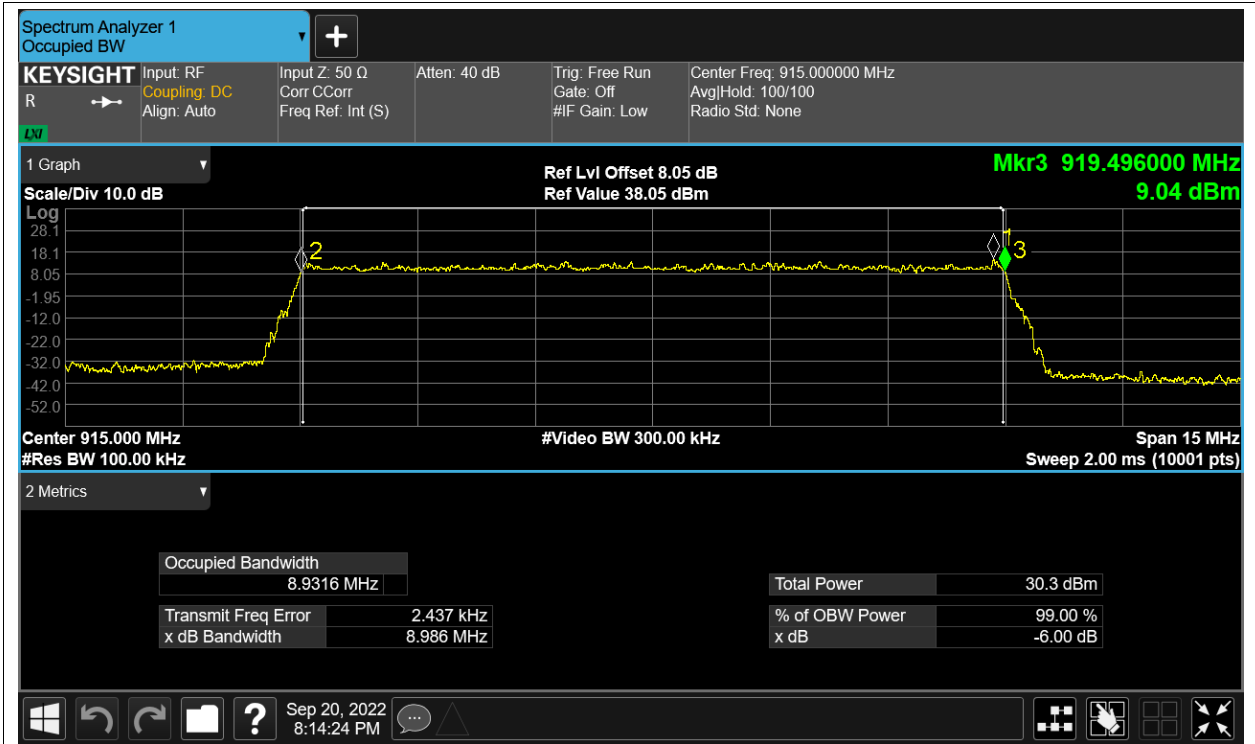 Spectrum Analyzer 1
Occupied BW
KEYSIGHT
R
LXI
Input: RF
Coupling: DC
Align: Auto
Input Z: 50 Ω
Corr CCorr
Freq Ref: Int (S)
Atten: 40 dB
Trig: Free Run
Gate: Off
#IF Gain: Low
Center Freq: 915.000000 MHz
Avg|Hold: 100/100
Radio Std: None
1 Graph
Scale/Div 10.0 dB
Ref Lvl Offset 8.05 dB
Ref Value 38.05 dBm
Mkr3 919.496000 MHz
9.04 dBm
Log
28.1
18.1
8.05
-1.95
-12.0
-22.0
-32.0
-42.0
-52.0
2
1
3
Center 915.000 MHz
#Video BW 300.00 kHz
Span 15 MHz
#Res BW 100.00 kHz
Sweep 2.00 ms (10001 pts)
2 Metrics
Occupied Bandwidth
8.9316 MHz
Transmit Freq Error 2.437 kHz
x dB Bandwidth 8.986 MHz
Total Power 30.3 dBm
% of OBW Power 99.00 %
x dB -6.00 dB
?
Sep 20, 2022
8:14:24 PM